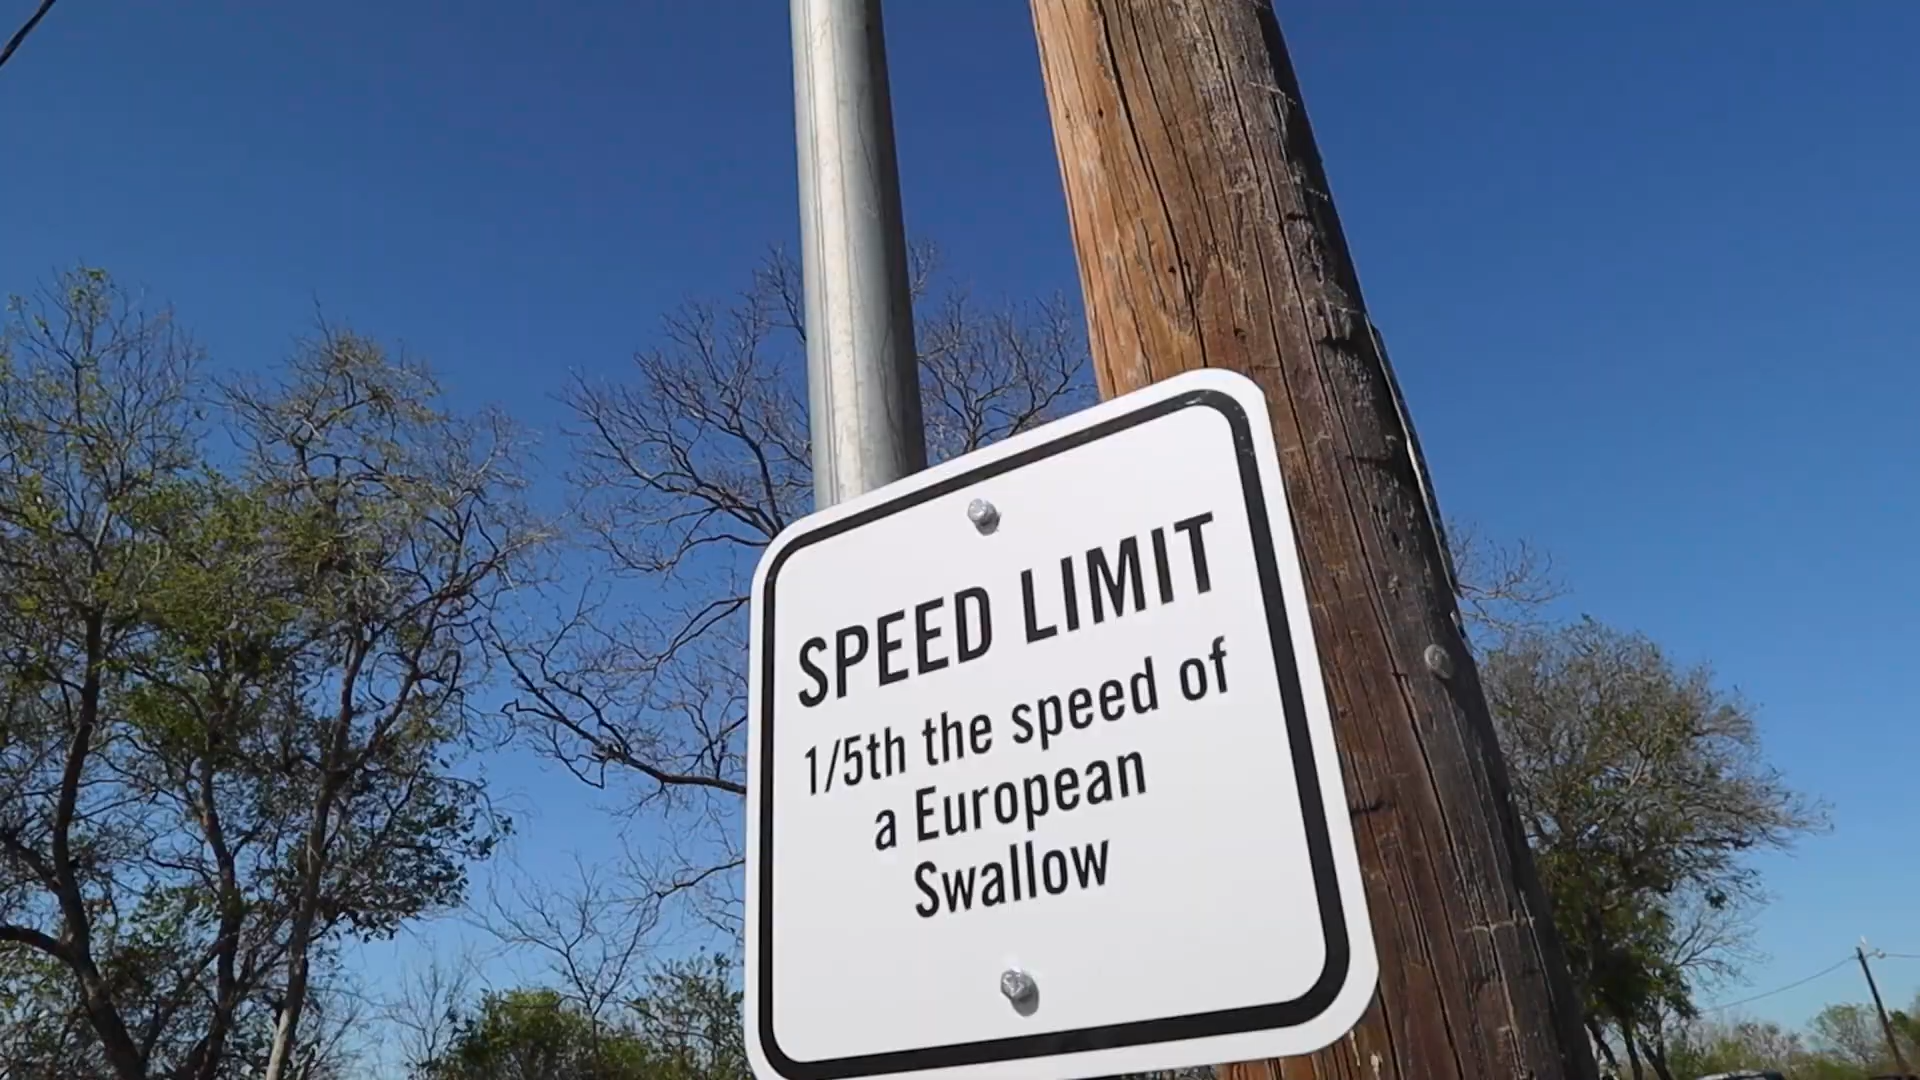 SPEED LIMIT
1/5th the speed of
a European
Swallow